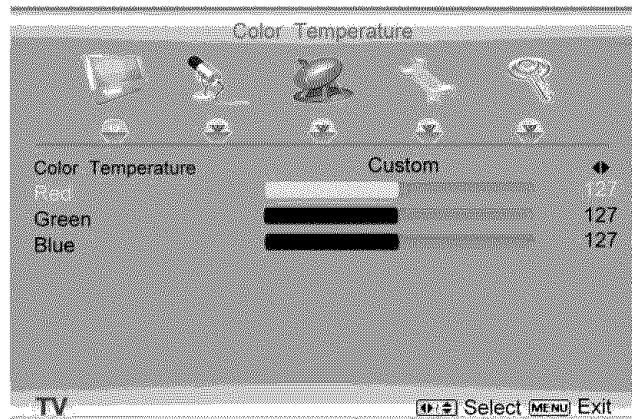 Color Temperature
Color Temperature Custom
Red 127
Green 127
Blue 127
TV Select MENU Exit